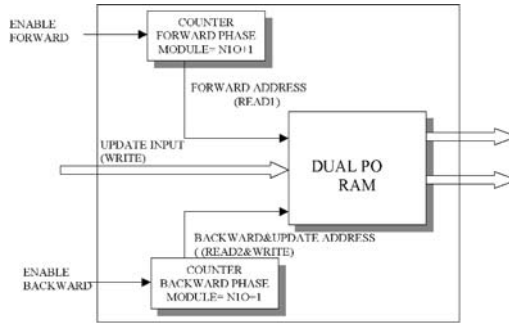 ENABLE
FORWARD
COUNTER
FORWARD PHASE
MODULE= N1O+1
FORWARD ADDRESS
(READ1)
UPDATE INPUT
(WRITE)
DUAL PO
RAM
BACKWARD&UPDATE ADDRESS
( (READ2&WRITE)
ENABLE
BACKWARD
COUNTER
BACKWARD PHASE
MODULE= N1O=1